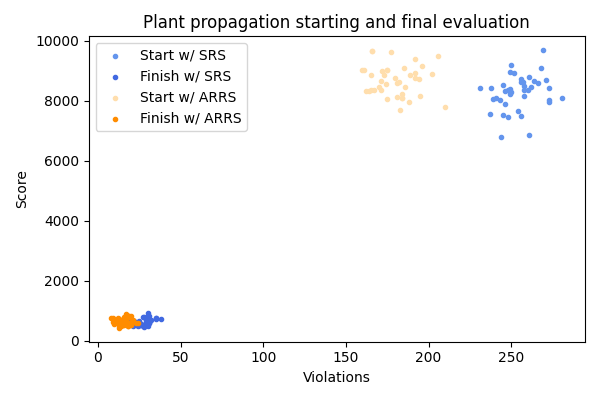 Plant propagation starting and final evaluation
Start w/ SRS
Finish w/ SRS
Start w/ ARRS
Finish w/ ARRS
Score
10000
8000
6000
4000
2000
0
0 50 100 150 200 250
Violations